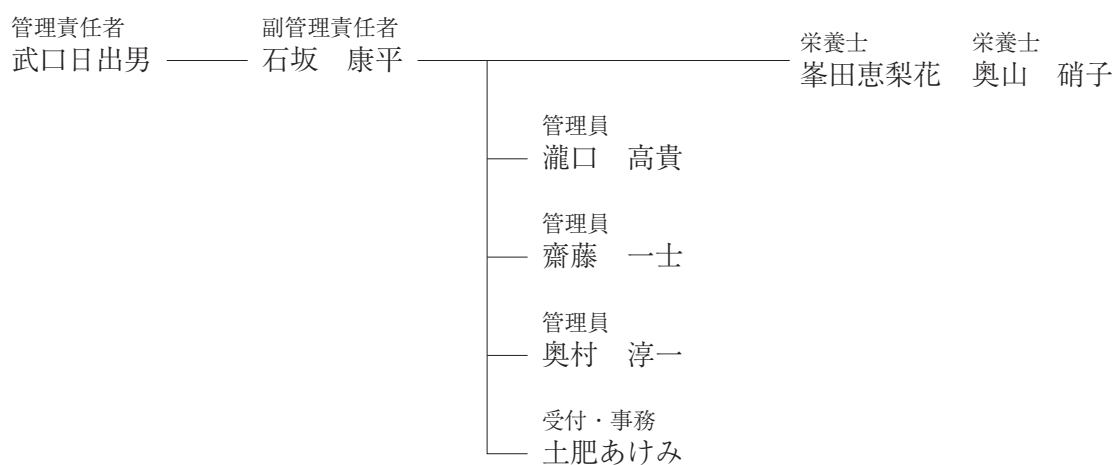 管理責任者
武口日出男
副管理責任者
石坂　康平
栄養士
峯田恵梨花
栄養士
奥山　硝子
管理員
瀧口　高貴
管理員
齋藤　一士
管理員
奥村　淳一
受付・事務
土肥あけみ